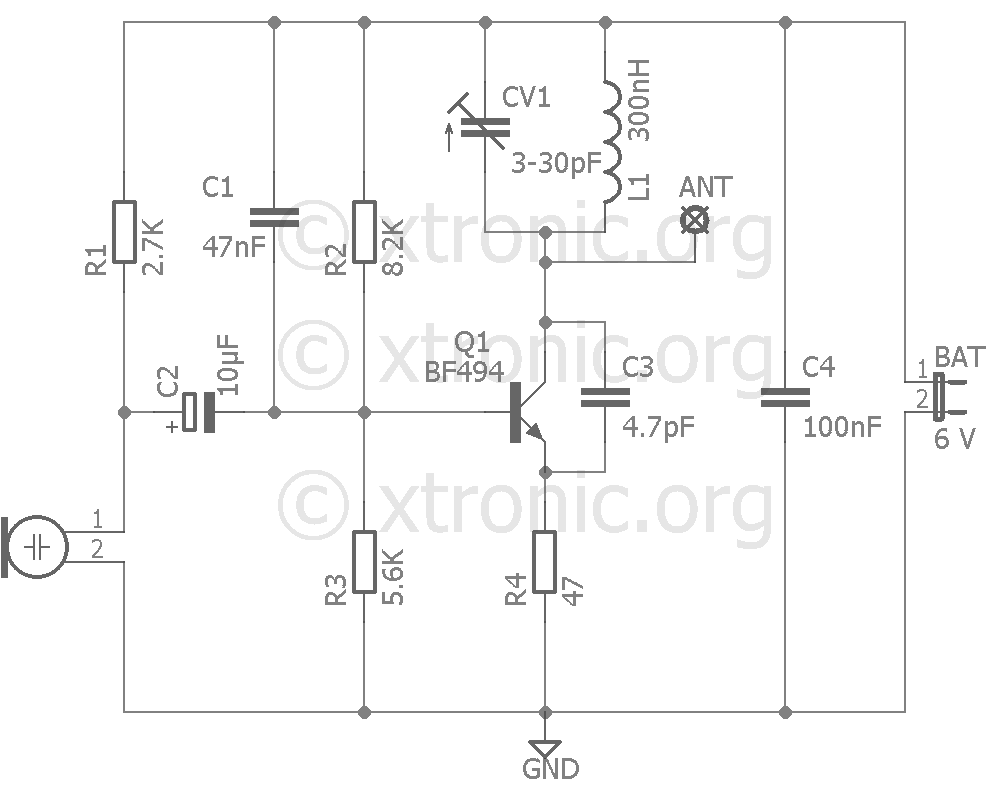 CV1
3-30pF
300nH
L1
ANT
C1
47nF
R1
2.7K
R2
8.2K
© xtronic.org
© xtronic.org
© xtronic.org
Q1
BF494
C2
10µF
+
C3
4.7pF
C4
100nF
BAT
1
2
6 V
1
2
R3
5.6K
R4
47
GND